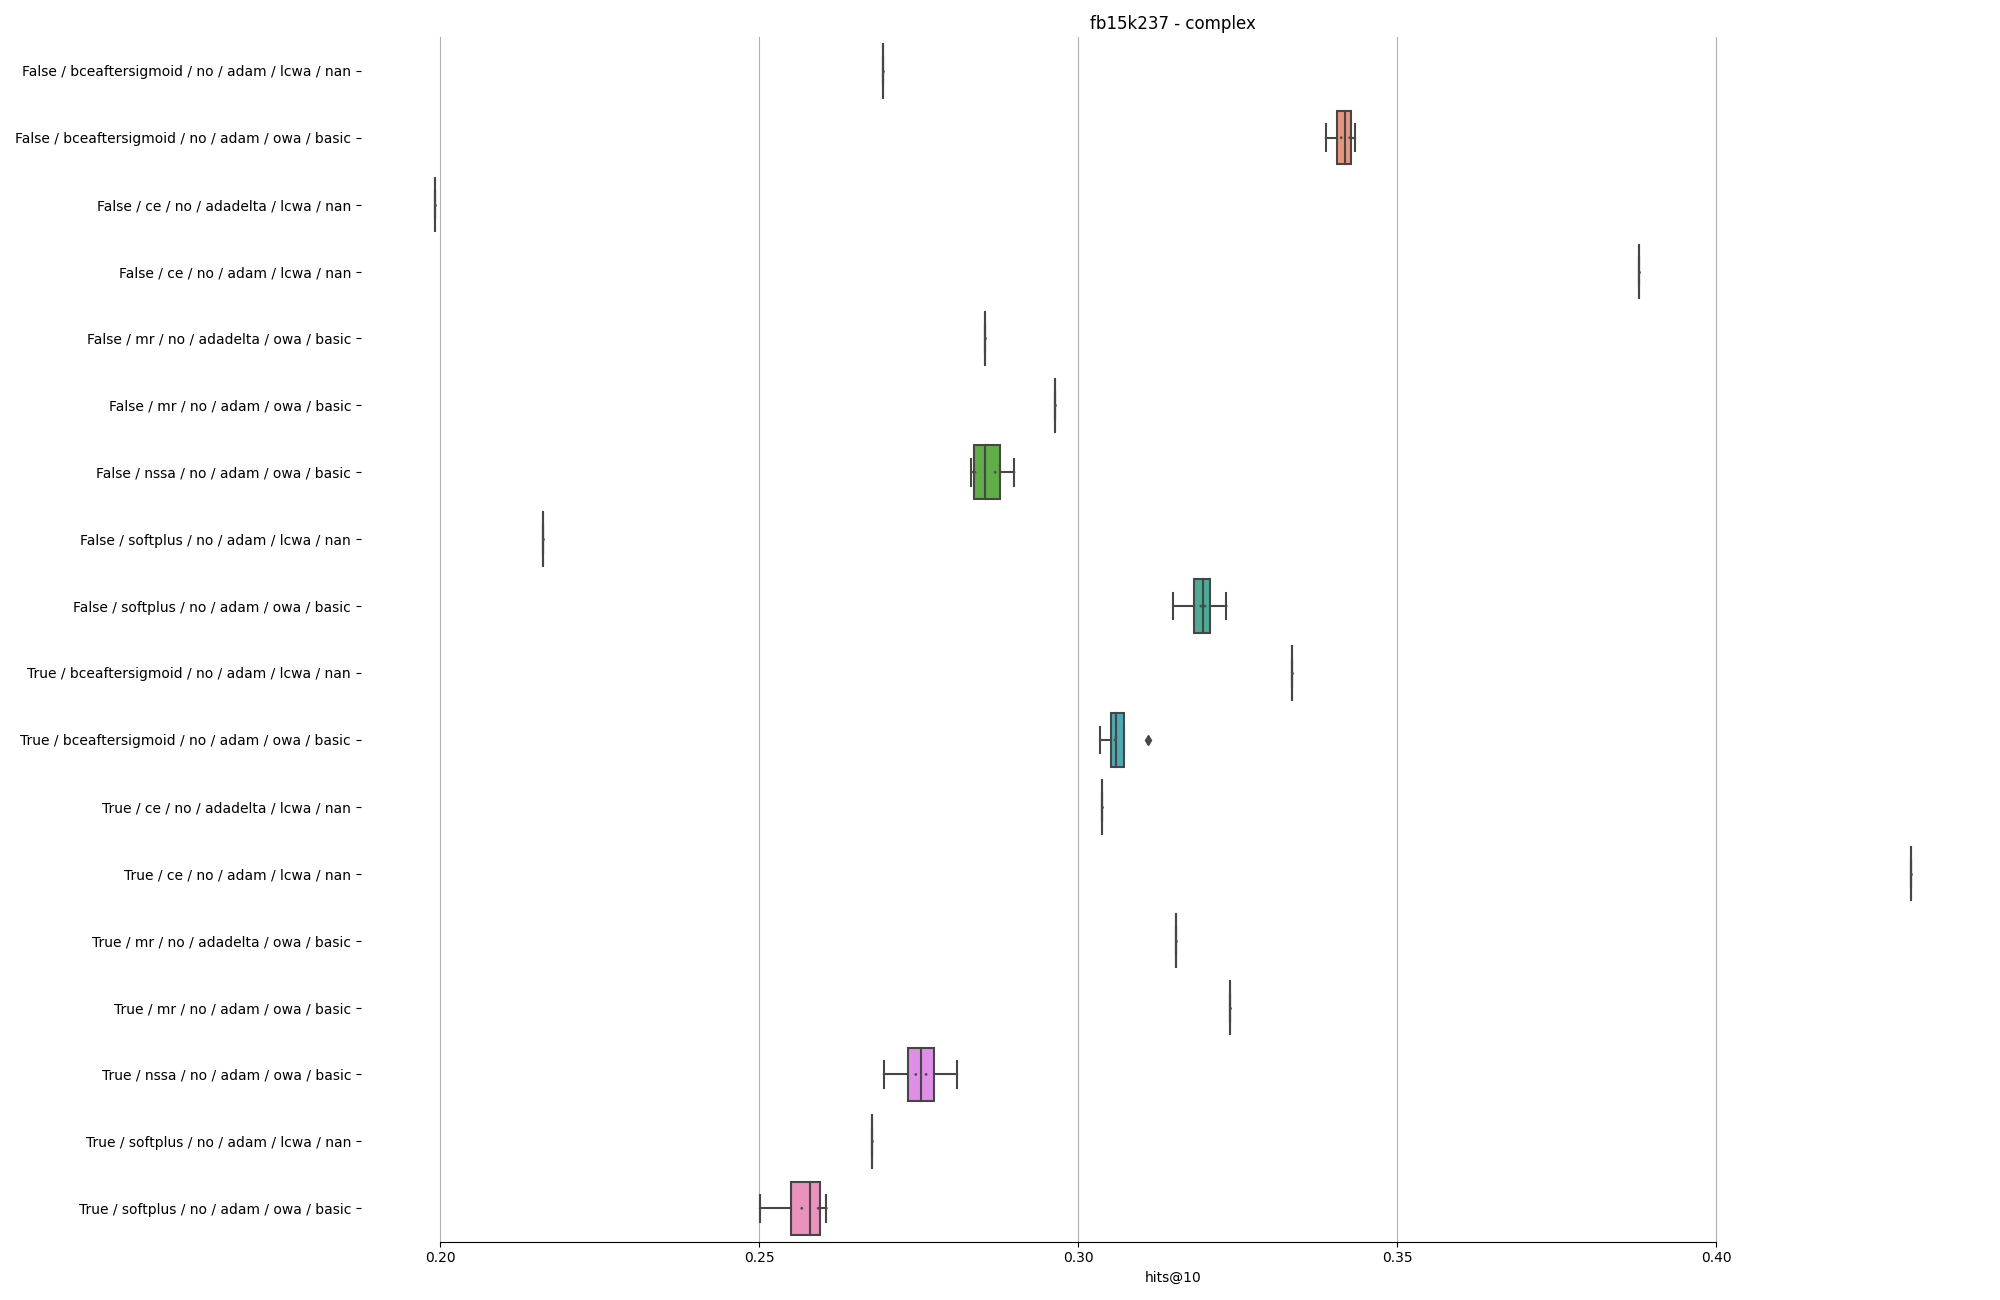 fb15k237 - complex
False / bceaftersigmoid / no / adam / lcwa / nan
False / bceaftersigmoid / no / adam / owa / basic
False / ce / no / adadelta / lcwa / nan
False / ce / no / adam / lcwa / nan
False / mr / no / adadelta / owa / basic
False / mr / no / adam / owa / basic
False / nssa / no / adam / owa / basic
False / softplus / no / adam / lcwa / nan
False / softplus / no / adam / owa / basic
True / bceaftersigmoid / no / adam / lcwa / nan
True / bceaftersigmoid / no / adam / owa / basic
True / ce / no / adadelta / lcwa / nan
True / ce / no / adam / lcwa / nan
True / mr / no / adadelta / owa / basic
True / mr / no / adam / owa / basic
True / nssa / no / adam / owa / basic
True / softplus / no / adam / lcwa / nan
True / softplus / no / adam / owa / basic
0.20 0.25 0.30 0.35 0.40
hits@10